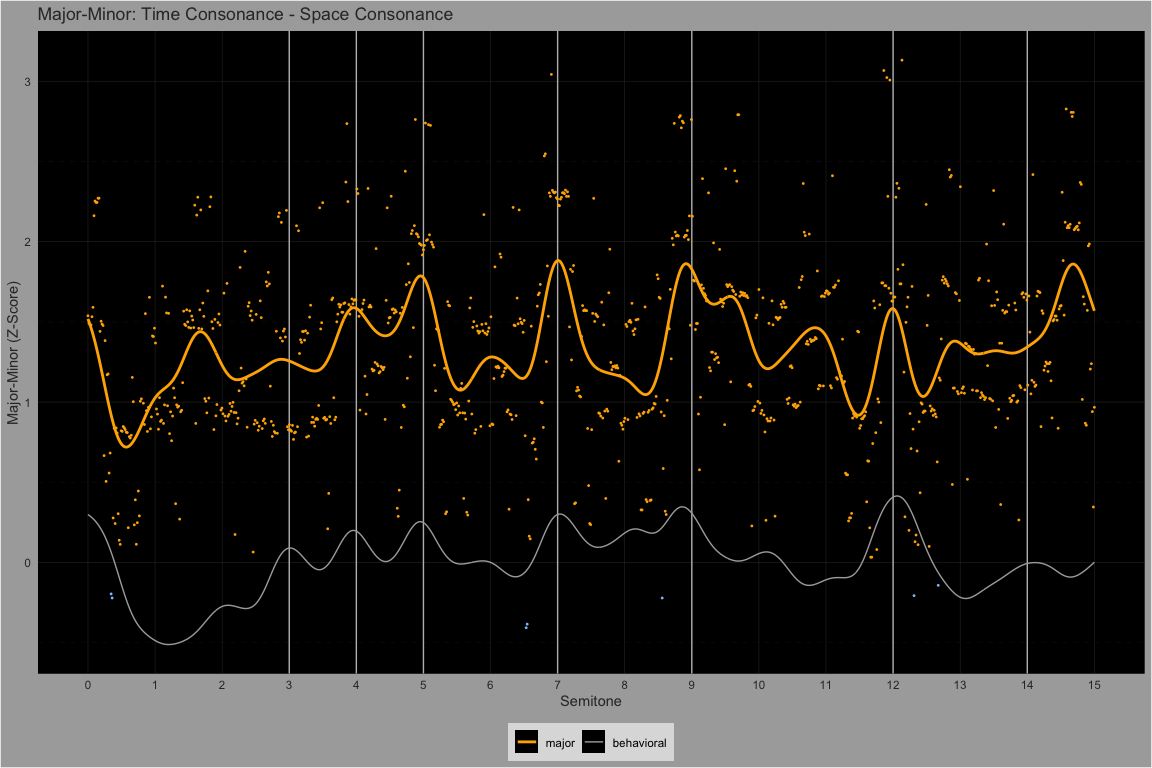 Major-Minor: Time Consonance - Space Consonance
Major-Minor (Z-Score)
3
2
1
0
0 1 2 3 4 5 6 7 8 9 10 11 12 13 14 15
Semitone
major behavioral